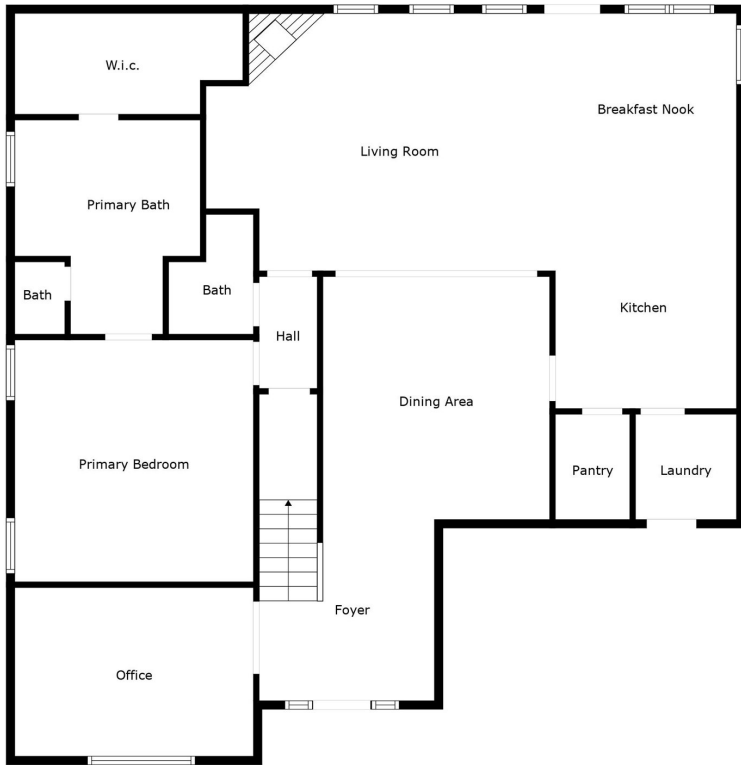 W.i.c.
Breakfast Nook
Living Room
Primary Bath
Bath
Bath
Kitchen
Hall
Dining Area
Primary Bedroom
Pantry
Laundry
Foyer
Office